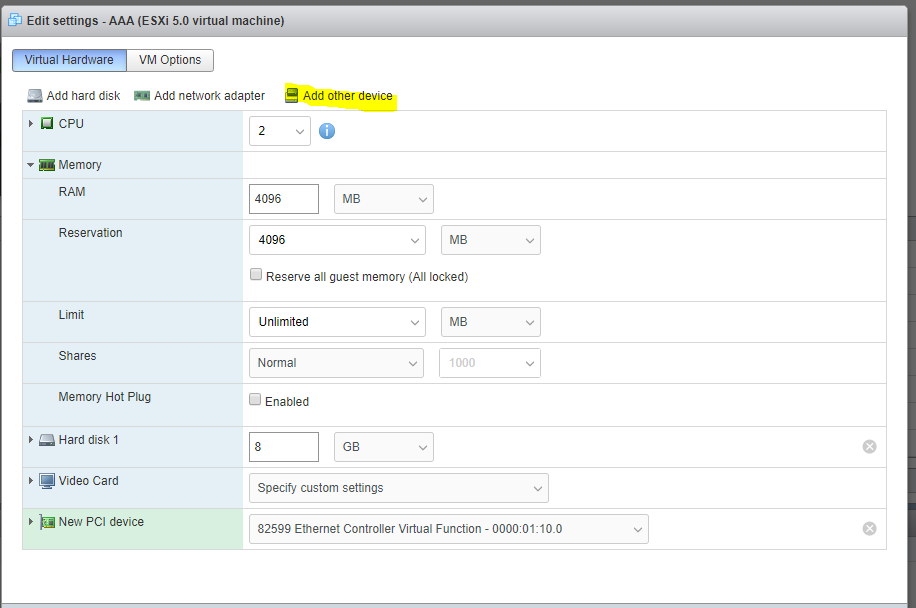 Edit settings - AAA (ESXi 5.0 virtual machine)
Virtual Hardware VM Options
Add hard disk Add network adapter Add other device
CPU 2
Memory
RAM 4096 MB
Reservation 4096 MB
Reserve all guest memory (All locked)
Limit Unlimited MB
Shares Normal 1000
Memory Hot Plug Enabled
Hard disk 1 8 GB
Video Card Specify custom settings
New PCI device 82599 Ethernet Controller Virtual Function - 0000:01:10.0